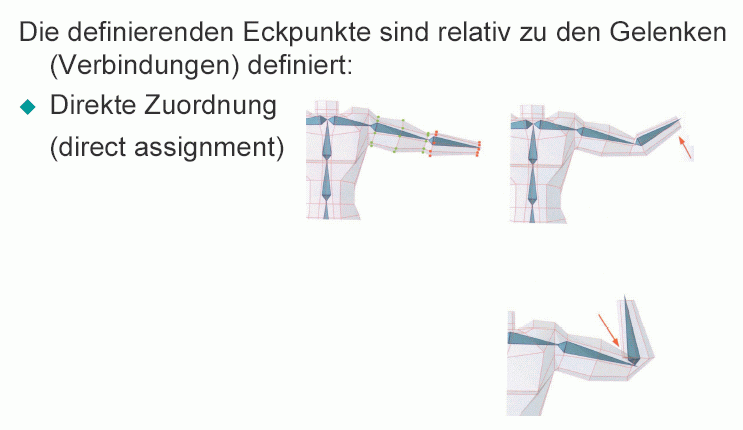 Die definierenden Eckpunkte sind relativ zu den Gelenken
(Verbindungen) definiert:
Direkte Zuordnung
(direct assignment)